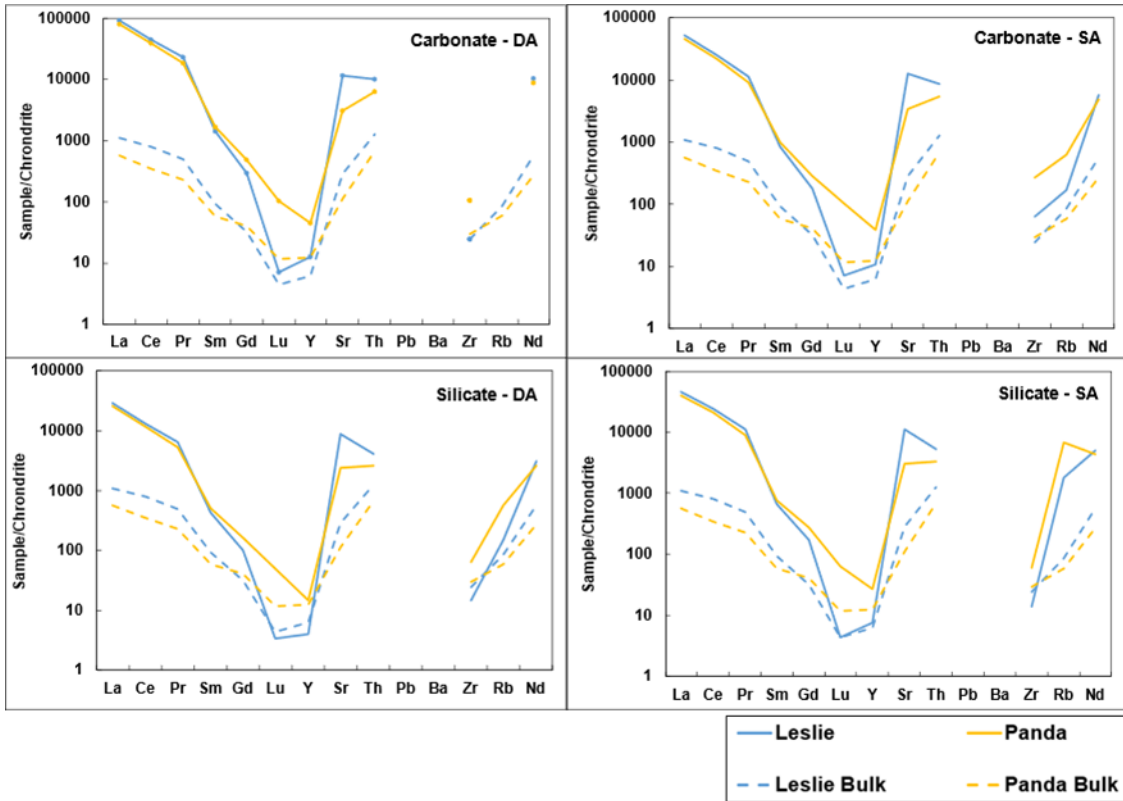 Carbonate - DA
Sample/Chrondrite
100000
10000
1000
100
10
1
La Ce Pr Sm Gd Lu Y Sr Th Pb Ba Zr Rb Nd
Carbonate - SA
Sample/Chrondrite
100000
10000
1000
100
10
1
La Ce Pr Sm Gd Lu Y Sr Th Pb Ba Zr Rb Nd
Silicate - DA
Sample/Chrondrite
100000
10000
1000
100
10
1
La Ce Pr Sm Gd Lu Y Sr Th Pb Ba Zr Rb Nd
Silicate - SA
Sample/Chrondrite
100000
10000
1000
100
10
1
La Ce Pr Sm Gd Lu Y Sr Th Pb Ba Zr Rb Nd
Leslie Panda
Leslie Bulk Panda Bulk